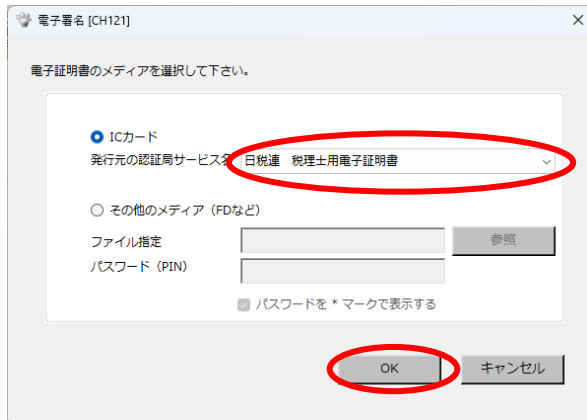 電子署名 [CH121]
電子証明書のメディアを選択して下さい。
ICカード
発行元の認証局サービス名 日税連 税理士用電子証明書
その他のメディア（FDなど）
ファイル指定 参照
パスワード（PIN）
パスワードを * マークで表示する
OK キャンセル